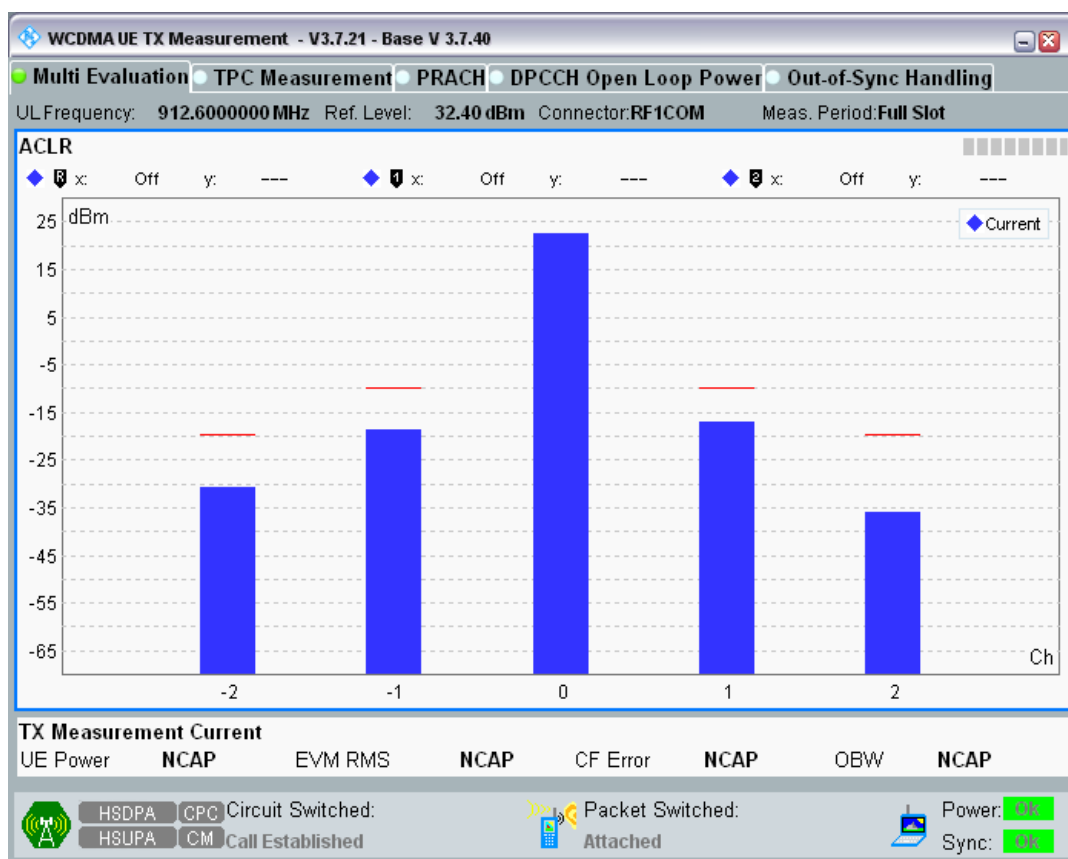 WCDMA UE TX Measurement - V3.7.21 - Base V 3.7.40
Multi Evaluation TPC Measurement PRACH DPCCH Open Loop Power Out-of-Sync Handling
UL Frequency: 912.6000000 MHz Ref. Level: 32.40 dBm Connector:RF1COM Meas. Period:Full Slot
ACLR
R x: Off y: --- 1 x: Off y: --- 2 x: Off y: ---
dBm
Current
25
15
5
-5
-15
-25
-35
-45
-55
-65
Ch
-2 -1 0 1 2
TX Measurement Current
UE Power NCAP EVM RMS NCAP CF Error NCAP OBW NCAP
HSDPA CPC Circuit Switched: Packet Switched: Power: OK
HSUPA CM Call Established Attached Sync: OK